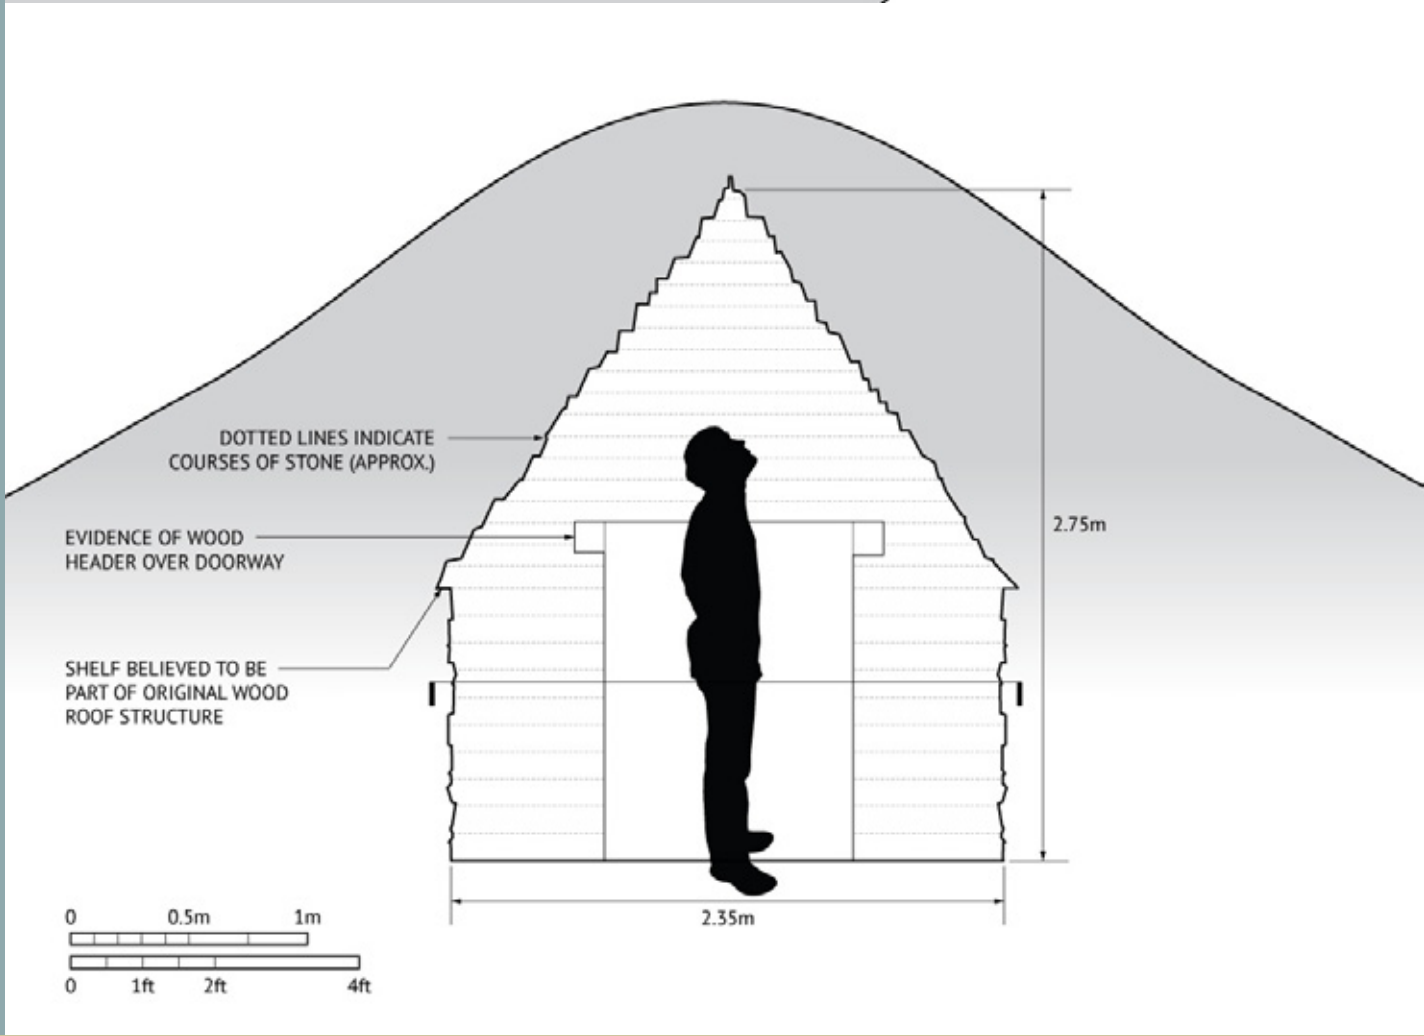 DOTTED LINES INDICATE
COURSES OF STONE (APPROX.)
EVIDENCE OF WOOD
HEADER OVER DOORWAY
2.75m
SHELF BELIEVED TO BE
PART OF ORIGINAL WOOD
ROOF STRUCTURE
0 0.5m 1m
2.35m
0 1ft 2ft 4ft